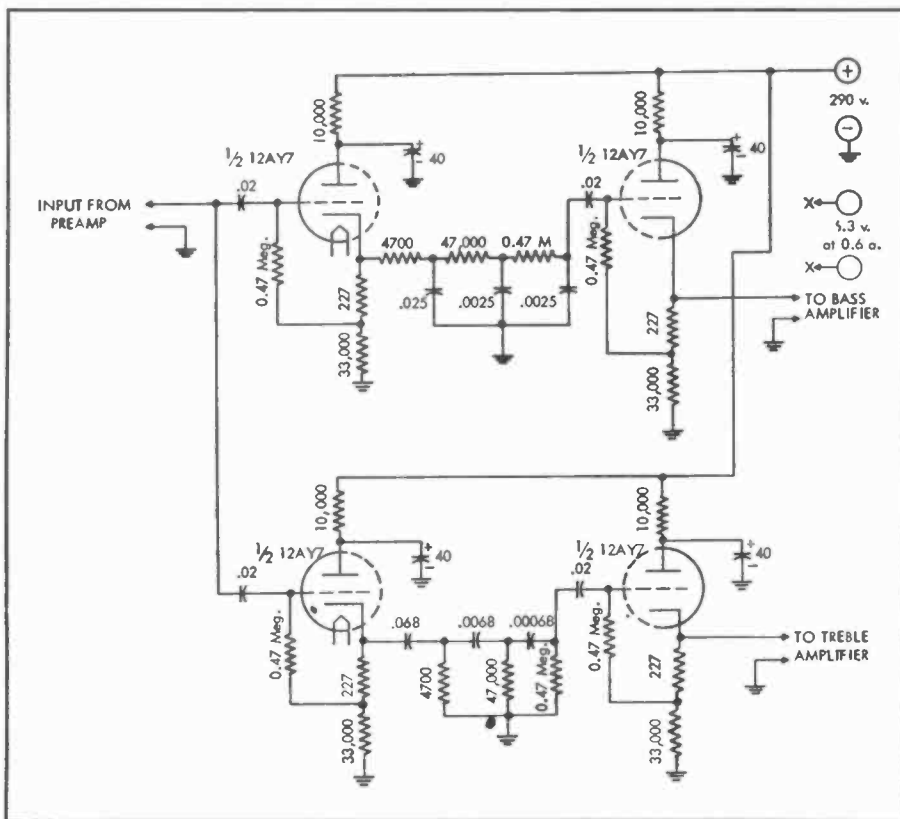 10,000
10,000
290 v.
1/2 12AY7
40
1/2 12AY7
40
.02
.02
INPUT FROM
PREAMP
X
5.3 v.
at 0.6 a.
X
0.47 Meg.
4700
47,000
0.47 M
0.47 Meg.
227
.025
.0025
.0025
TO BASS
AMPLIFIER
227
33,000
33,000
10,000
10,000
1/2 12AY7
40
1/2 12AY7
40
.02
.02
.068
.0068
.00068
TO TREBLE
AMPLIFIER
0.47 Meg.
227
4700
47,000
0.47 Meg.
0.47 Meg.
227
33,000
33,000